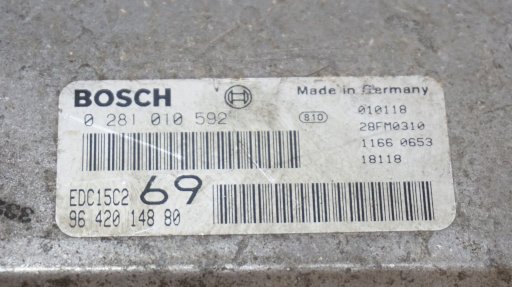 BOSCH
Made in Germany
0 281 010 592
810
010118
28FM0310
1166 0653
18118
EDC15C2 69
96 420 148 80